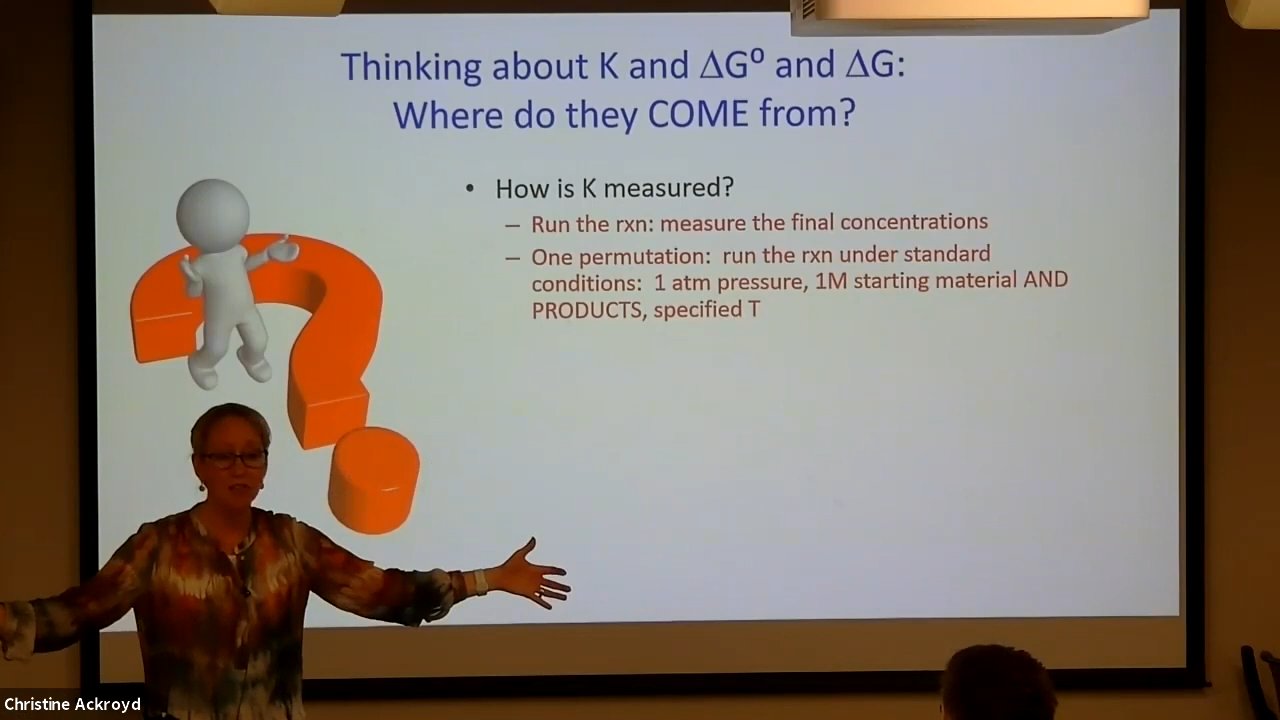 Thinking about K and ΔG⁰ and ΔG:
Where do they COME from?
• How is K measured?
– Run the rxn: measure the final concentrations
– One permutation: run the rxn under standard
conditions: 1 atm pressure, 1M starting material AND
PRODUCTS, specified T
Christine Ackroyd